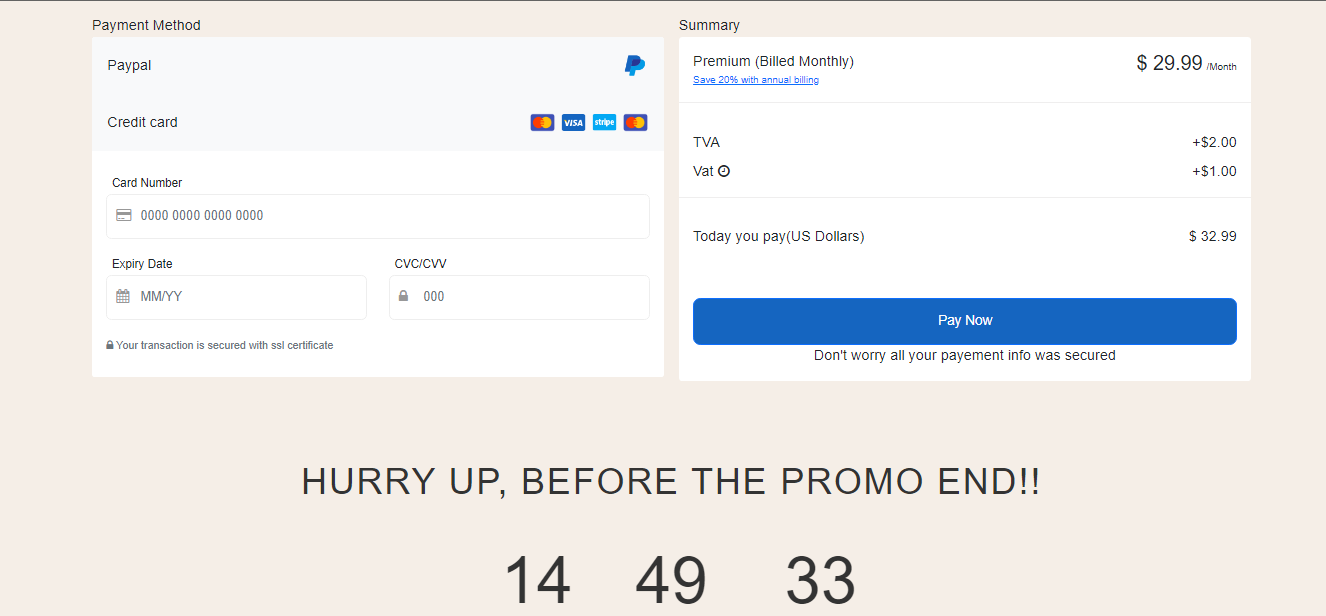 Payment Method
Paypal
Credit card
VISA stripe
Card Number
0000 0000 0000 0000
Expiry Date CVC/CVV
MM/YY 000
Your transaction is secured with ssl certificate
Summary
Premium (Billed Monthly) $ 29.99 /Month
Save 20% with annual billing
TVA +$2.00
Vat +$1.00
Today you pay(US Dollars) $ 32.99
Pay Now
Don't worry all your payement info was secured
HURRY UP, BEFORE THE PROMO END!!
14 49 33